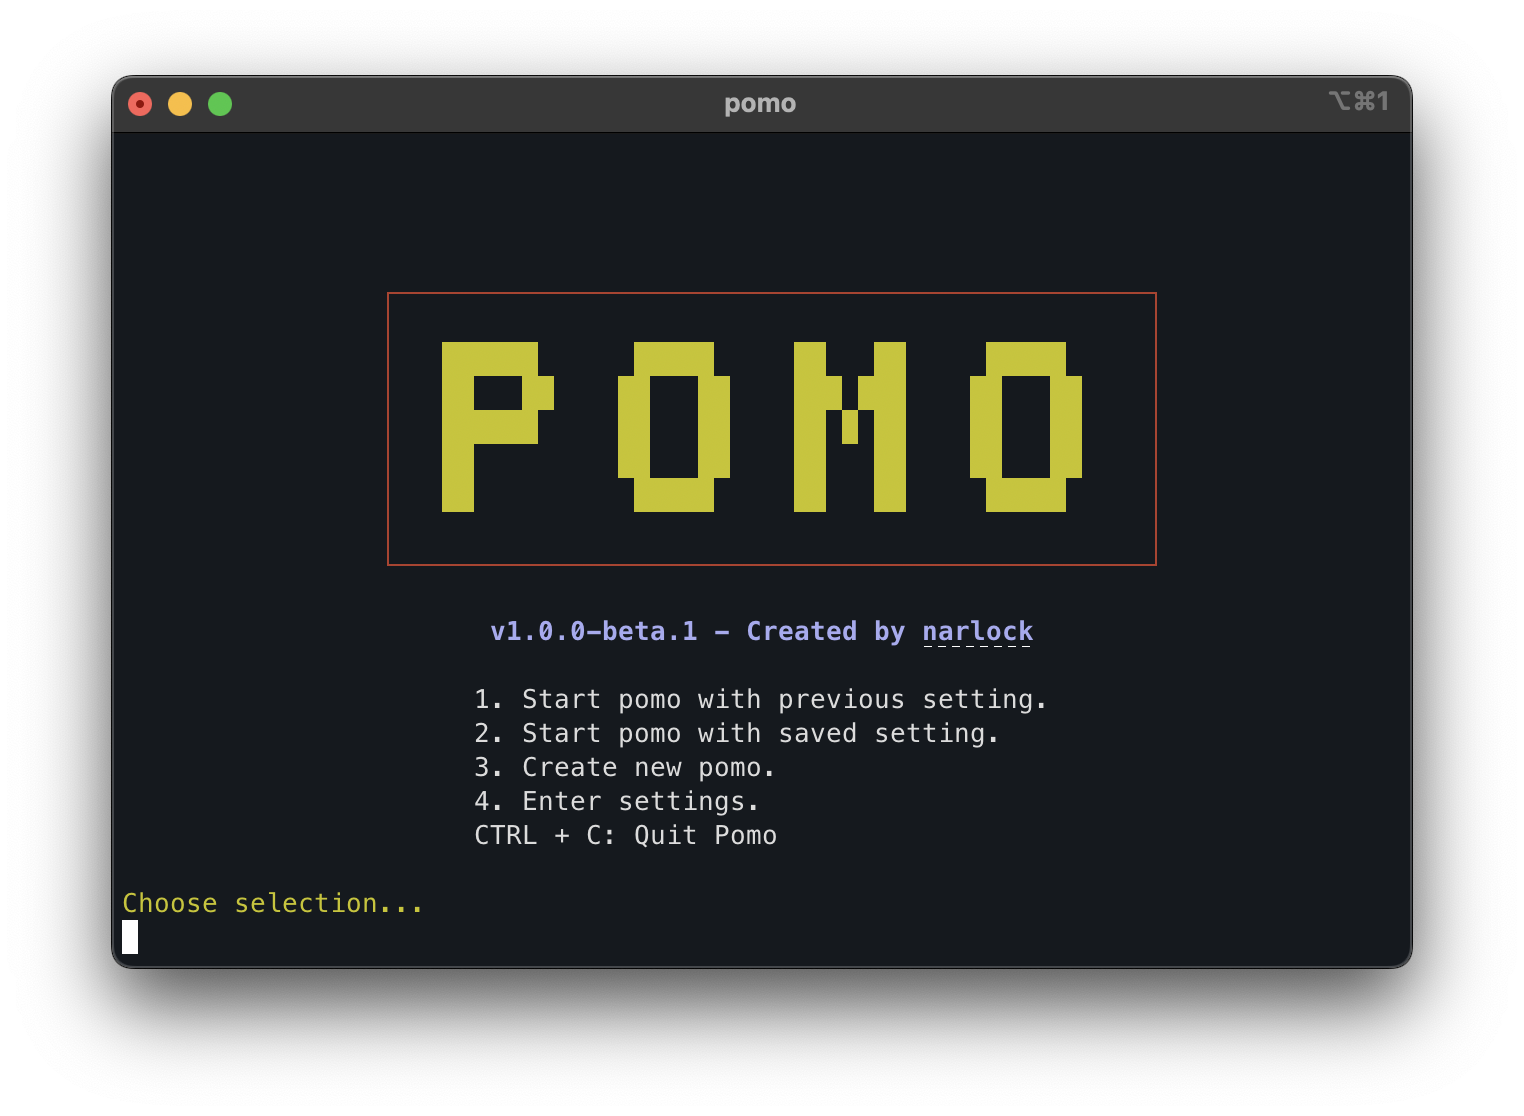 pomo
⌥⌘1
POMO
v1.0.0-beta.1 - Created by narlock
1. Start pomo with previous setting.
2. Start pomo with saved setting.
3. Create new pomo.
4. Enter settings.
CTRL + C: Quit Pomo
Choose selection...